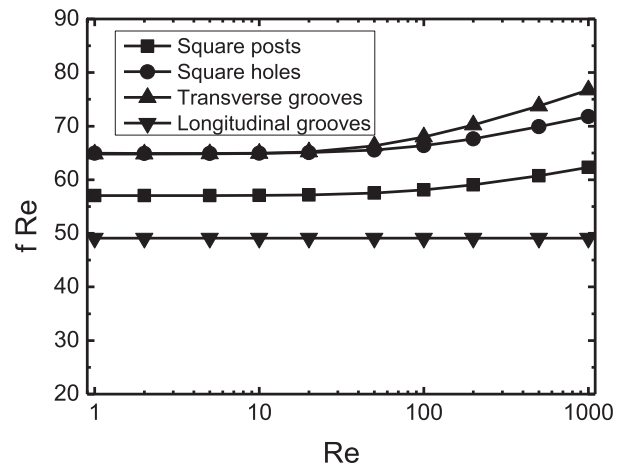 90
80
70
60
50
40
30
20
f Re
Square posts
Square holes
Transverse grooves
Longitudinal grooves
1
10
100
1000
Re